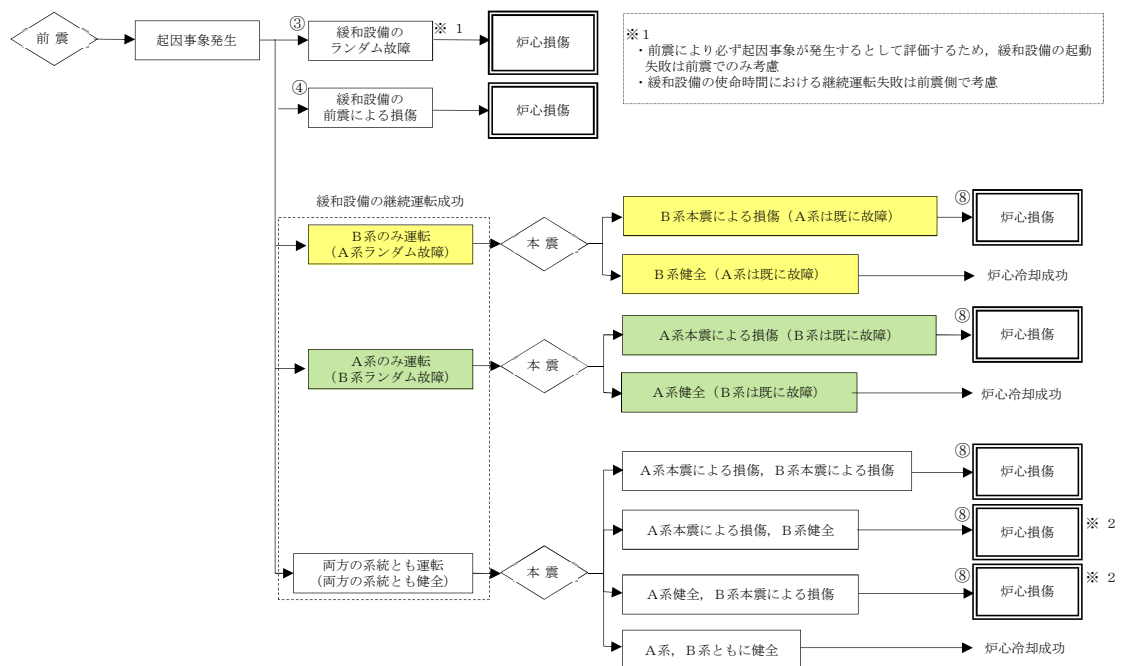 前 震
起因事象発生
③
緩和設備の
ランダム故障
※ 1
炉心損傷
※1
・前震により必ず起因事象が発生するとして評価するため，緩和設備の起動
失敗は前震でのみ考慮
・緩和設備の使命時間における継続運転失敗は前震側で考慮
④
緩和設備の
前震による損傷
炉心損傷
緩和設備の継続運転成功
Ｂ系のみ運転
（Ａ系ランダム故障）
本 震
Ｂ系本震による損傷（Ａ系は既に故障）
⑧
炉心損傷
Ｂ系健全（Ａ系は既に故障）
炉心冷却成功
Ａ系のみ運転
（Ｂ系ランダム故障）
本 震
Ａ系本震による損傷（Ｂ系は既に故障）
⑧
炉心損傷
Ａ系健全（Ｂ系は既に故障）
炉心冷却成功
両方の系統とも運転
（両方の系統とも健全）
本 震
Ａ系本震による損傷，Ｂ系本震による損傷
⑧
炉心損傷
Ａ系本震による損傷，Ｂ系健全
⑧
炉心損傷
※ 2
Ａ系健全，Ｂ系本震による損傷
⑧
炉心損傷
※ 2
Ａ系，Ｂ系ともに健全
炉心冷却成功